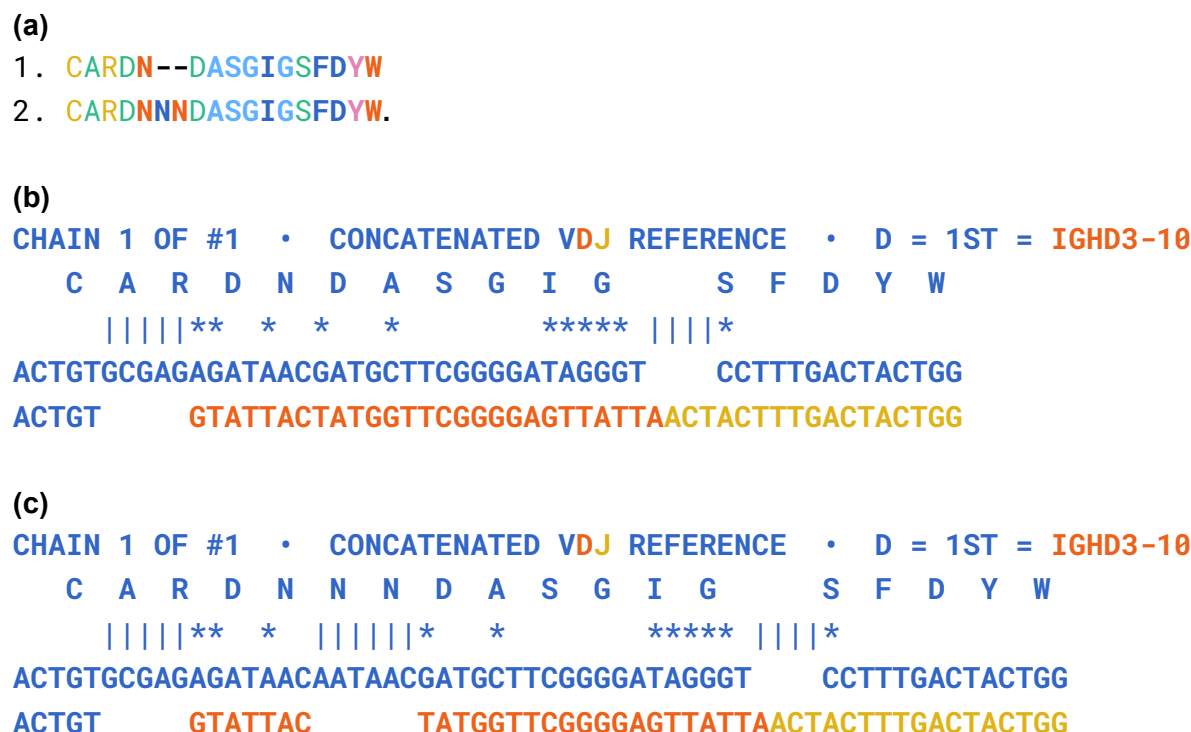 (a)
1. CARDN--DASGIGSFDYW
2. CARDNNNDASGIGSFDYW.
(b)
CHAIN 1 OF #1 • CONCATENATED VDJ REFERENCE • D = 1ST = IGHD3-10
C A R D N D A S G I G S F D Y W
|||||** * * * ***** ||||*
ACTGTGCGAGAGATAACGATGCTTCGGGGATAGGGT CCTTTGACTACTGG
ACTGT GTATTACTATGGTTCGGGGAGTTATTAACTACTTTGACTACTGG
(c)
CHAIN 1 OF #1 • CONCATENATED VDJ REFERENCE • D = 1ST = IGHD3-10
C A R D N N N D A S G I G S F D Y W
|||||** * ||||||* * ***** ||||*
ACTGTGCGAGAGATAACAATAACGATGCTTCGGGGATAGGGT CCTTTGACTACTGG
ACTGT GTATTAC TATGGTTCGGGGAGTTATTAACTACTTTGACTACTGG